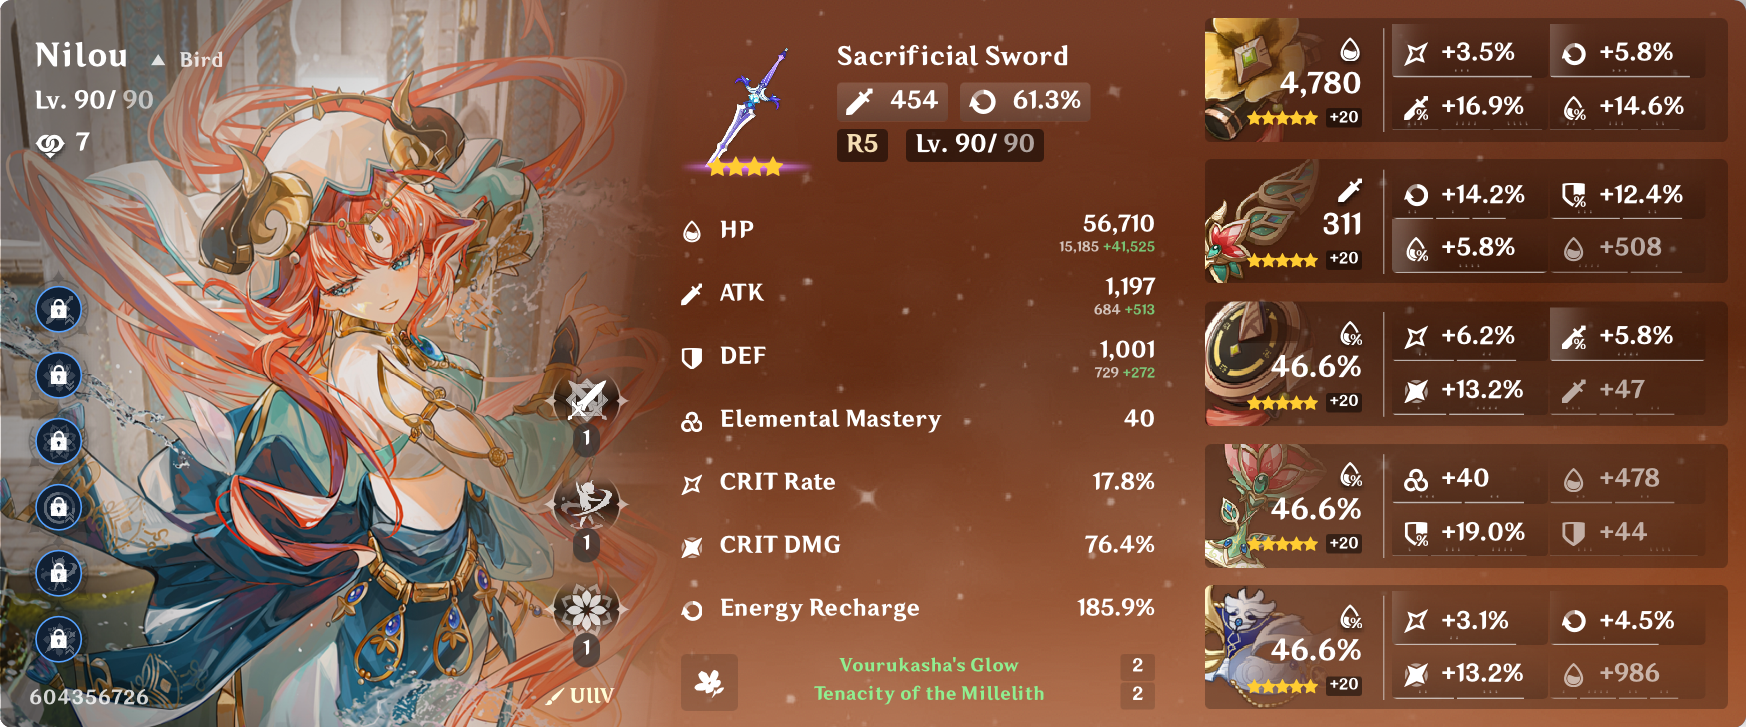 Nilou ▲ Bird
Lv. 90/ 90
7
1
1
1
604356726
UllV
Sacrificial Sword
454 61.3%
R5 Lv. 90/ 90
HP 56,710
15,185 +41,525
ATK 1,197
684 +513
DEF 1,001
729 +272
Elemental Mastery 40
CRIT Rate 17.8%
CRIT DMG 76.4%
Energy Recharge 185.9%
Vourukasha's Glow 2
Tenacity of the Millelith 2
4,780
+20
+3.5% +5.8%
+16.9% +14.6%
311
+20
+14.2% +12.4%
+5.8% +508
46.6%
+20
+6.2% +5.8%
+13.2% +47
46.6%
+20
+40 +478
+19.0% +44
46.6%
+20
+3.1% +4.5%
+13.2% +986